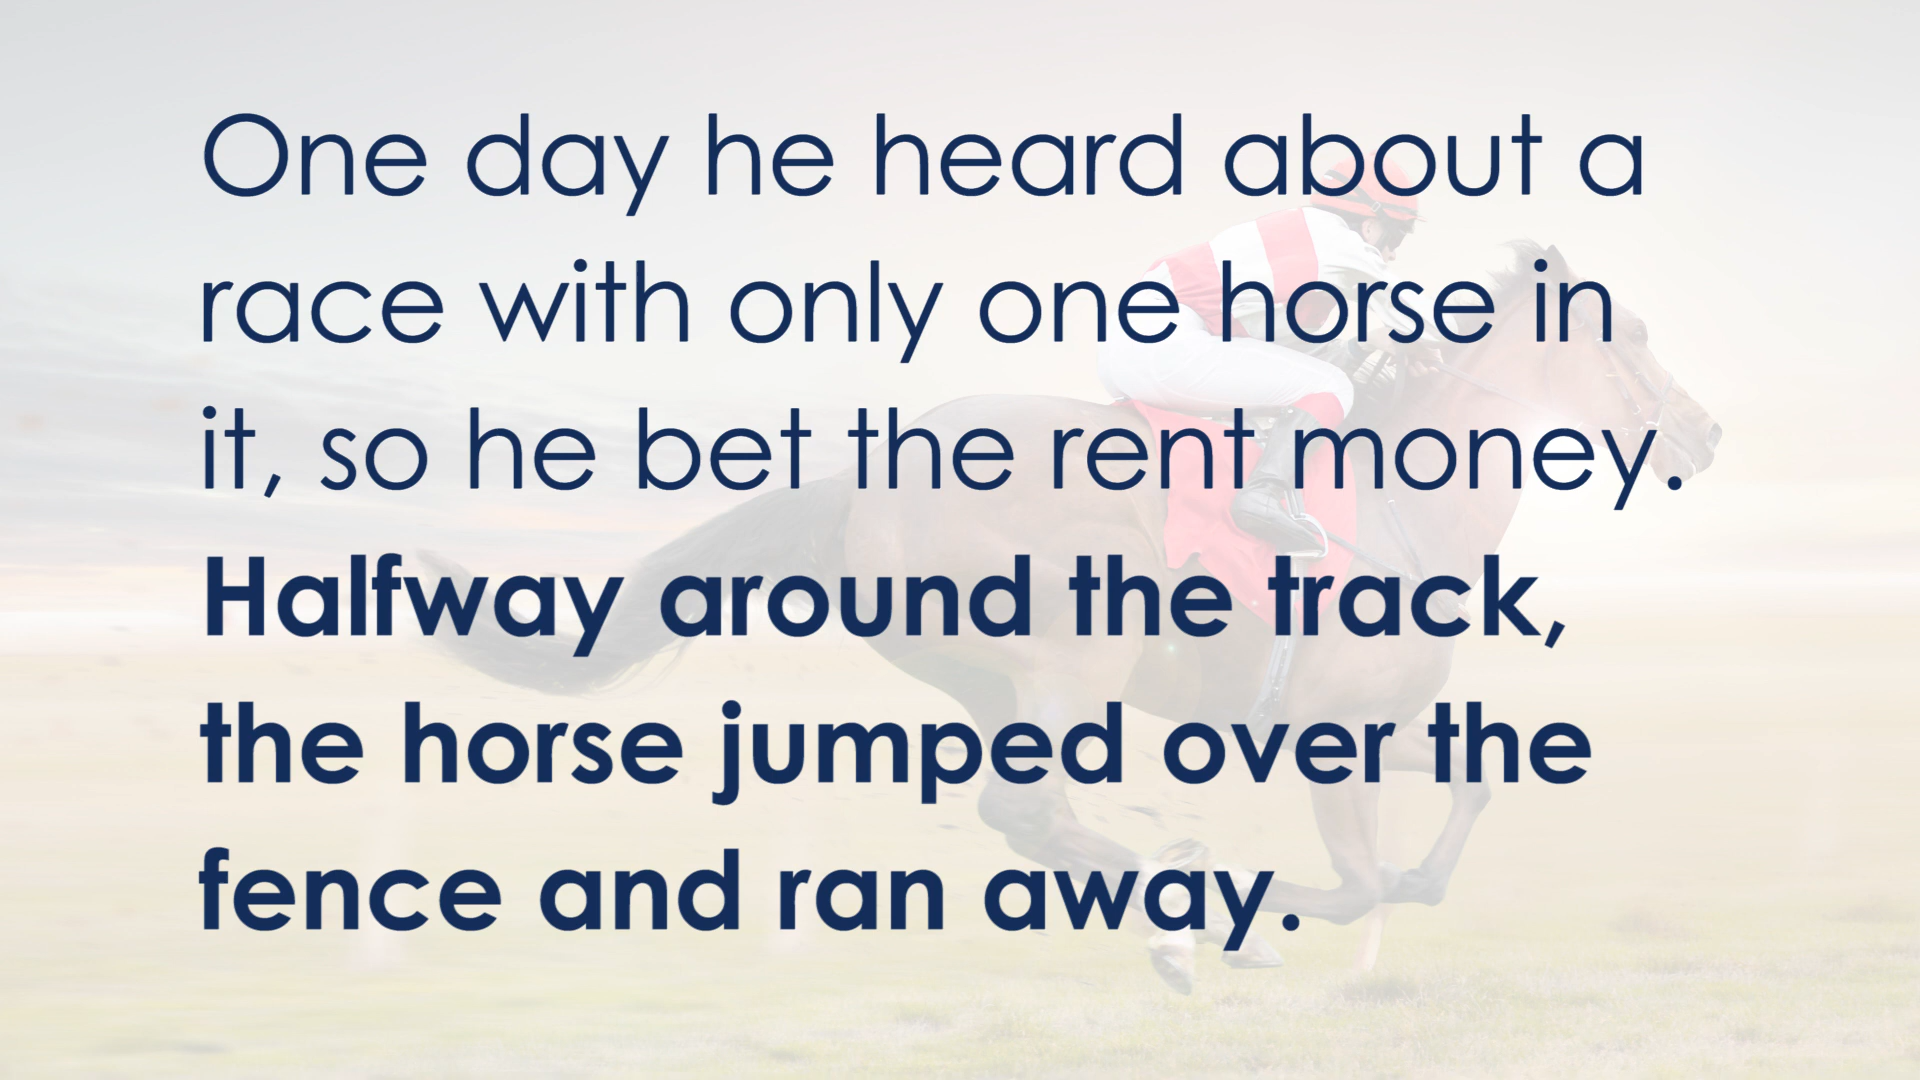 One day he heard about a
race with only one horse in
it, so he bet the rent money.
Halfway around the track,
the horse jumped over the
fence and ran away.